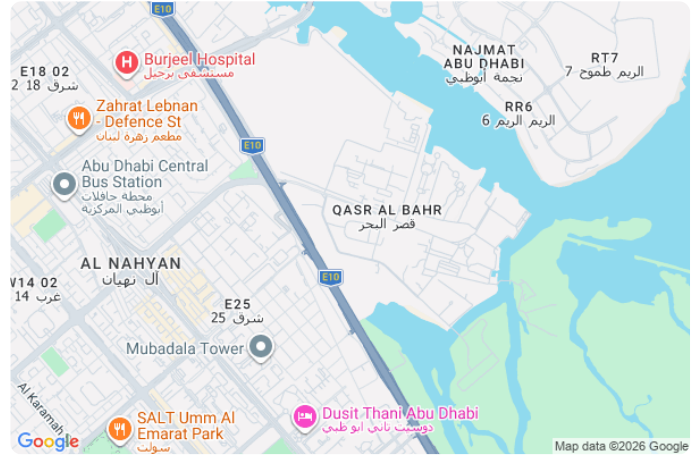 Burjeel Hospital
مستشفى برجيل
E18 02
شرق 18 2
Zahrat Lebnan
- Defence St
مطعم زهرة لبنان
Abu Dhabi Central
Bus Station
محطة حافلات
أبوظبي المركزية
AL NAHYAN
آل نهيان
W14 02
غرب 14
E25
شرق 25
Mubadala Tower
Al Karamah
SALT Umm Al
Emarat Park
سولت
Dusit Thani Abu Dhabi
دوسيت ثاني ابو ظبي
E10
E10
E10
QASR AL BAHR
قصر البحر
NAJMAT
ABU DHABI
نجمة أبوظبي
RT7
الريم طموح 7
RR6
الريم الريم 6
Google
Map data ©2026 Google